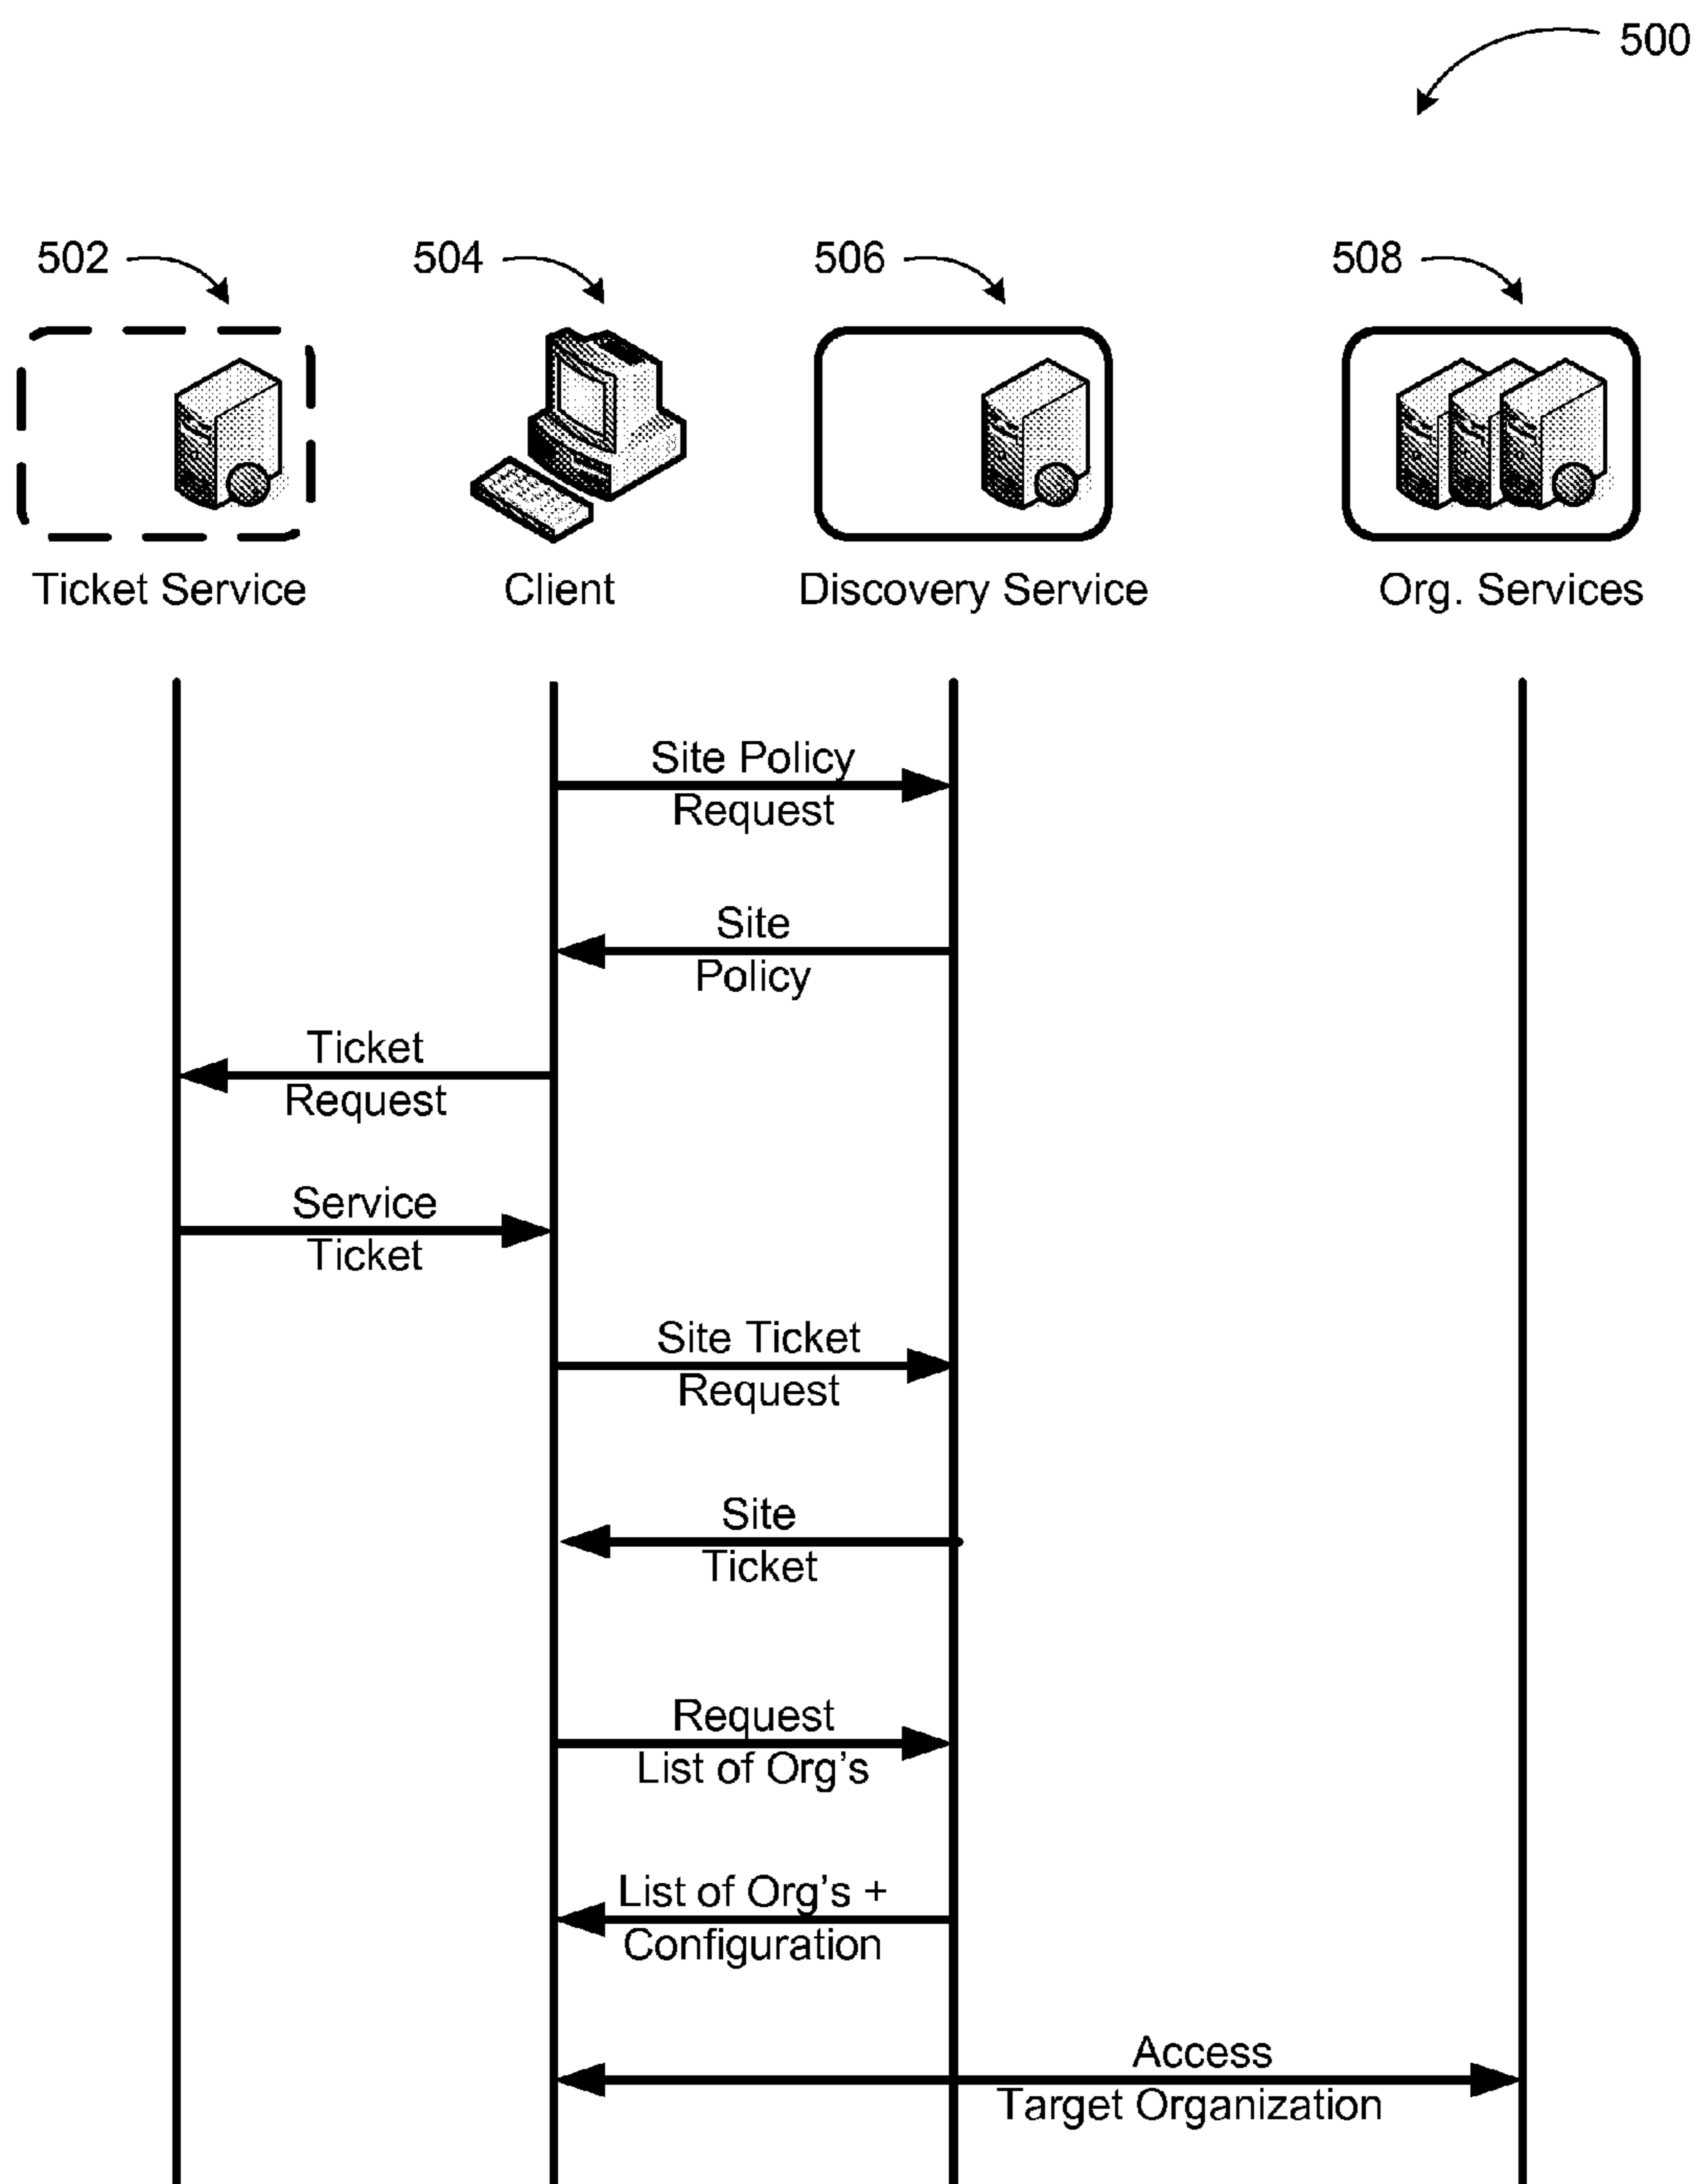 500
502
504
506
508
Ticket Service
Client
Discovery Service
Org. Services
Site Policy
Request
Site
Policy
Ticket
Request
Service
Ticket
Site Ticket
Request
Site
Ticket
Request
List of Org's
List of Org's +
Configuration
Access
Target Organization